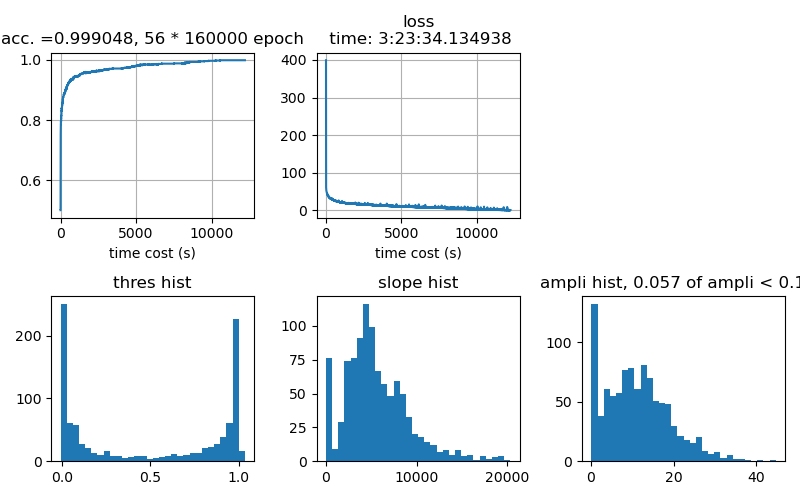 acc. =0.999048, 56 * 160000 epoch
1.0
0.8
0.6
0 5000 10000
time cost (s)
loss
time: 3:23:34.134938
400
300
200
100
0
0 5000 10000
time cost (s)
thres hist
200
100
0
0.0 0.5 1.0
slope hist
100
75
50
25
0
0 10000 20000
ampli hist, 0.057 of ampli < 0.1
100
50
0
0 20 40